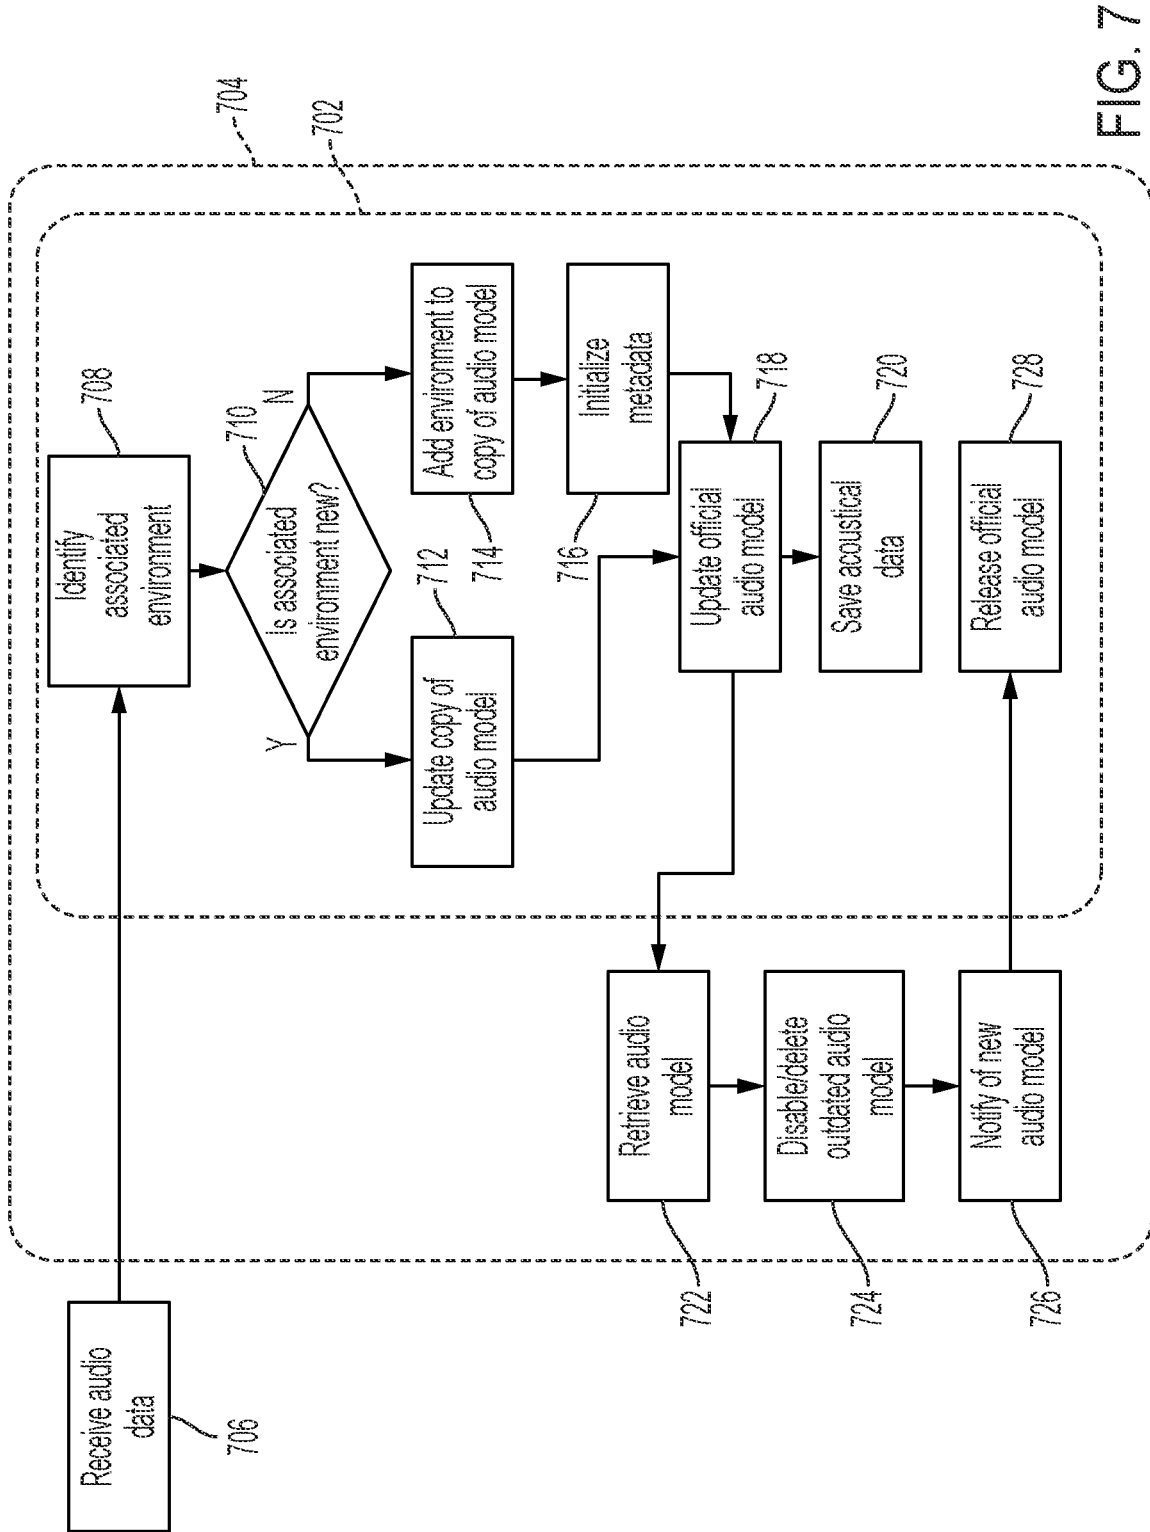 704
702
708
Identify
associated
environment
710
Is associated
environment new?
Y
N
712
Update copy of
audio model
Add environment to
copy of audio model
714
Initialize
metadata
716
Update official
audio model
718
Save acoustical
data
720
Release official
audio model
728
Receive audio
data
706
Retrieve audio
model
722
Disable/delete
outdated audio
model
724
Notify of new
audio model
726
FIG. 7